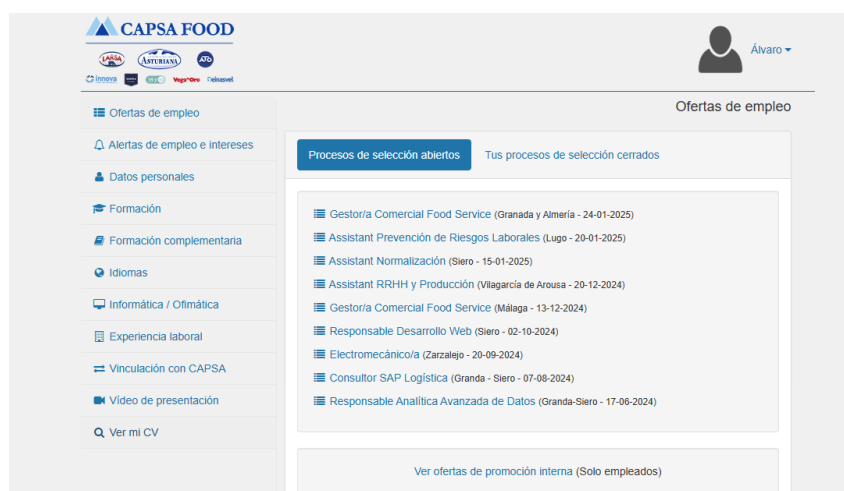 CAPSA FOOD
LARSA
ASTURIANA
ATO
innova
Vega de Oro
Deleasvel
Álvaro
Ofertas de empleo
Ofertas de empleo
Alertas de empleo e intereses
Datos personales
Formación
Formación complementaria
Idiomas
Informática / Ofimática
Experiencia laboral
Vinculación con CAPSA
Vídeo de presentación
Ver mi CV
Procesos de selección abiertos
Tus procesos de selección cerrados
Gestor/a Comercial Food Service (Granada y Almería - 24-01-2025)
Assistant Prevención de Riesgos Laborales (Lugo - 20-01-2025)
Assistant Normalización (Siero - 15-01-2025)
Assistant RRHH y Producción (Vilagarcía de Arousa - 20-12-2024)
Gestor/a Comercial Food Service (Málaga - 13-12-2024)
Responsable Desarrollo Web (Siero - 02-10-2024)
Electromecánico/a (Zarzalejo - 20-09-2024)
Consultor SAP Logística (Granda - Siero - 07-08-2024)
Responsable Analítica Avanzada de Datos (Granda-Siero - 17-06-2024)
Ver ofertas de promoción interna (Solo empleados)